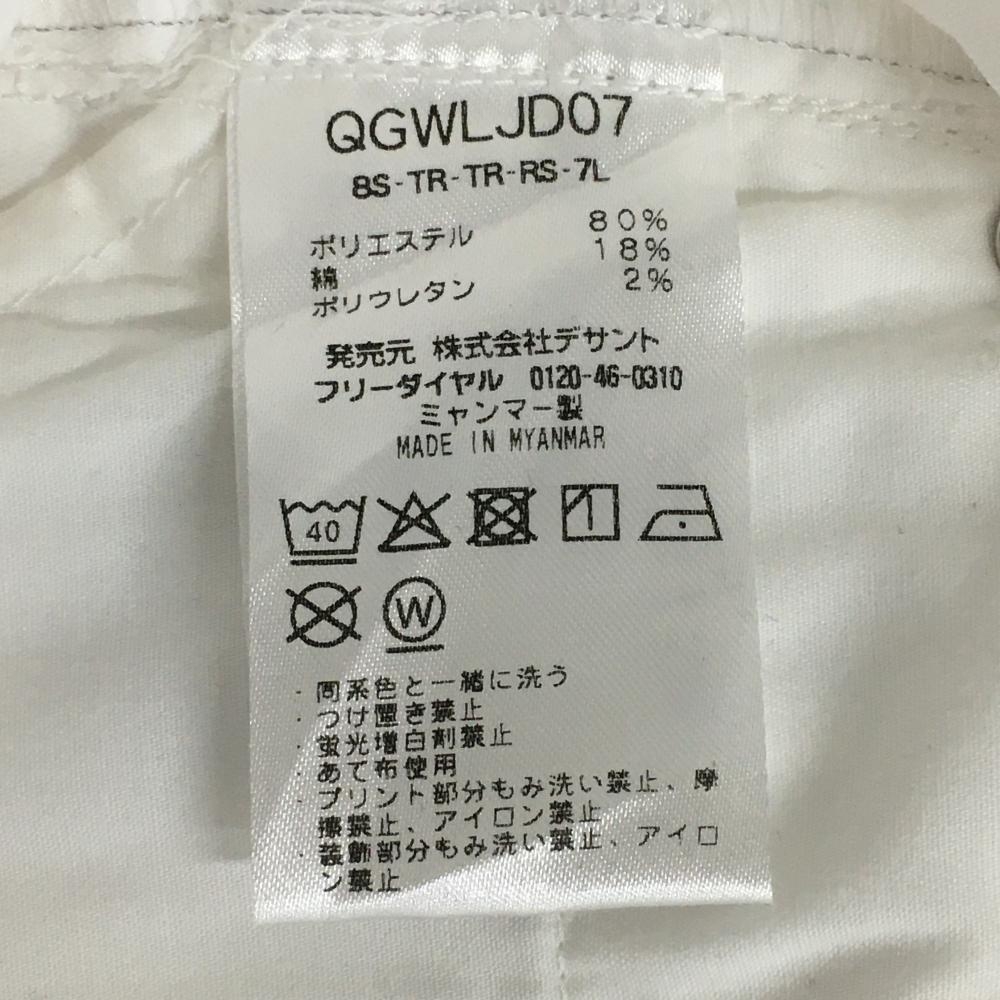 QGWLJD07
8S-TR-TR-RS-7L
ポリエステル 80%
綿 18%
ポリウレタン 2%
発売元 株式会社デサント
フリーダイヤル 0120-46-0310
ミャンマー製
MADE IN MYANMAR
40
W
・同系色と一緒に洗う
・つけ置き禁止
・蛍光増白剤禁止
・あて布使用
・プリント部分もみ洗い禁止、摩
擦禁止、アイロン禁止
・装飾部分もみ洗い禁止、アイロ
ン禁止